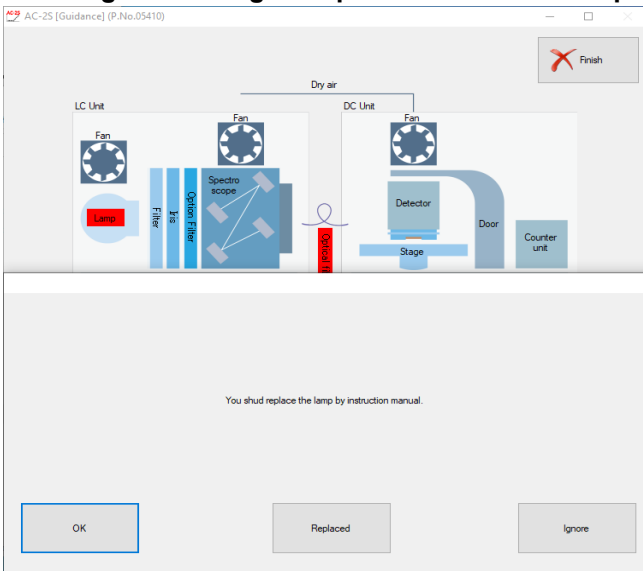 AC-2S [Guidance] (P.No.05410)
Finish
Dry air
LC Unit
DC Unit
Fan
Fan
Fan
Lamp
Filter
Iris
Option Filter
Spectro
scope
Detector
Stage
Door
Counter
unit
You shud replace the lamp by instruction manual.
OK
Replaced
Ignore